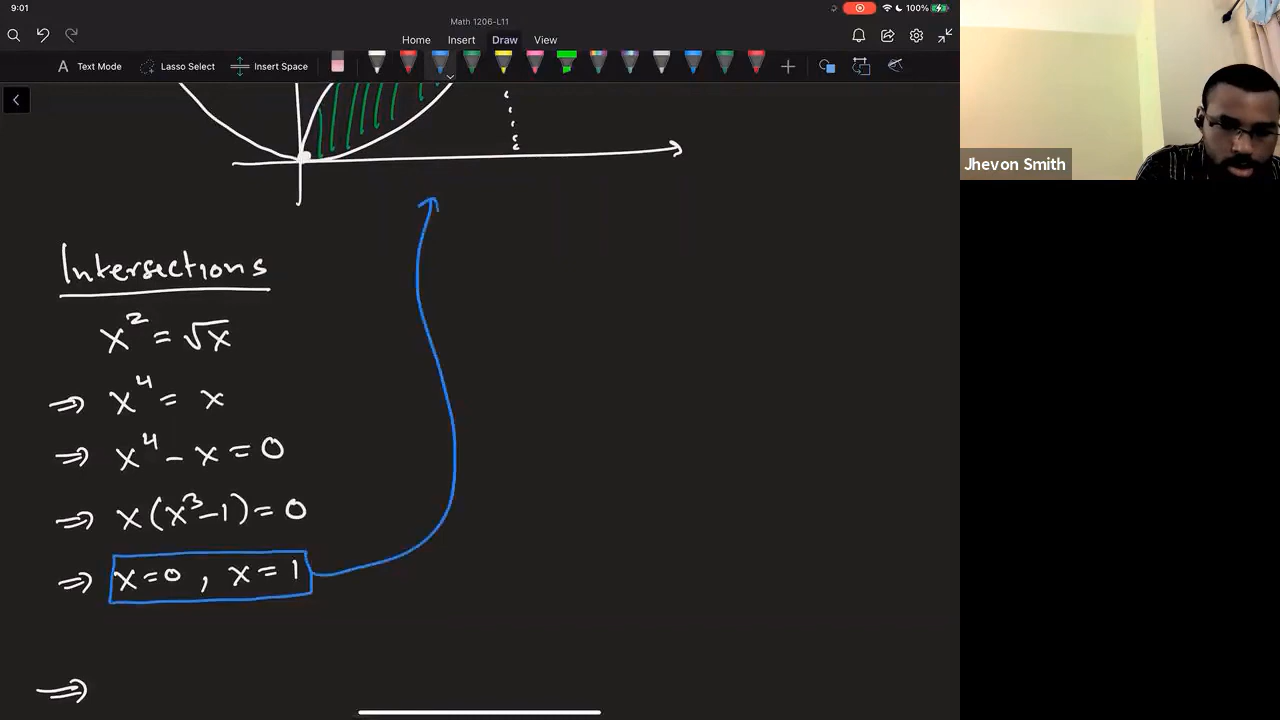 9:01
100%
Math 1206-L11
Home Insert Draw View
Text Mode Lasso Select Insert Space
Jhevon Smith
Intersections
x² = √x
⇒ x⁴ = x
⇒ x⁴ - x = 0
⇒ x(x³-1) = 0
⇒ x=0 , x = 1
⇒